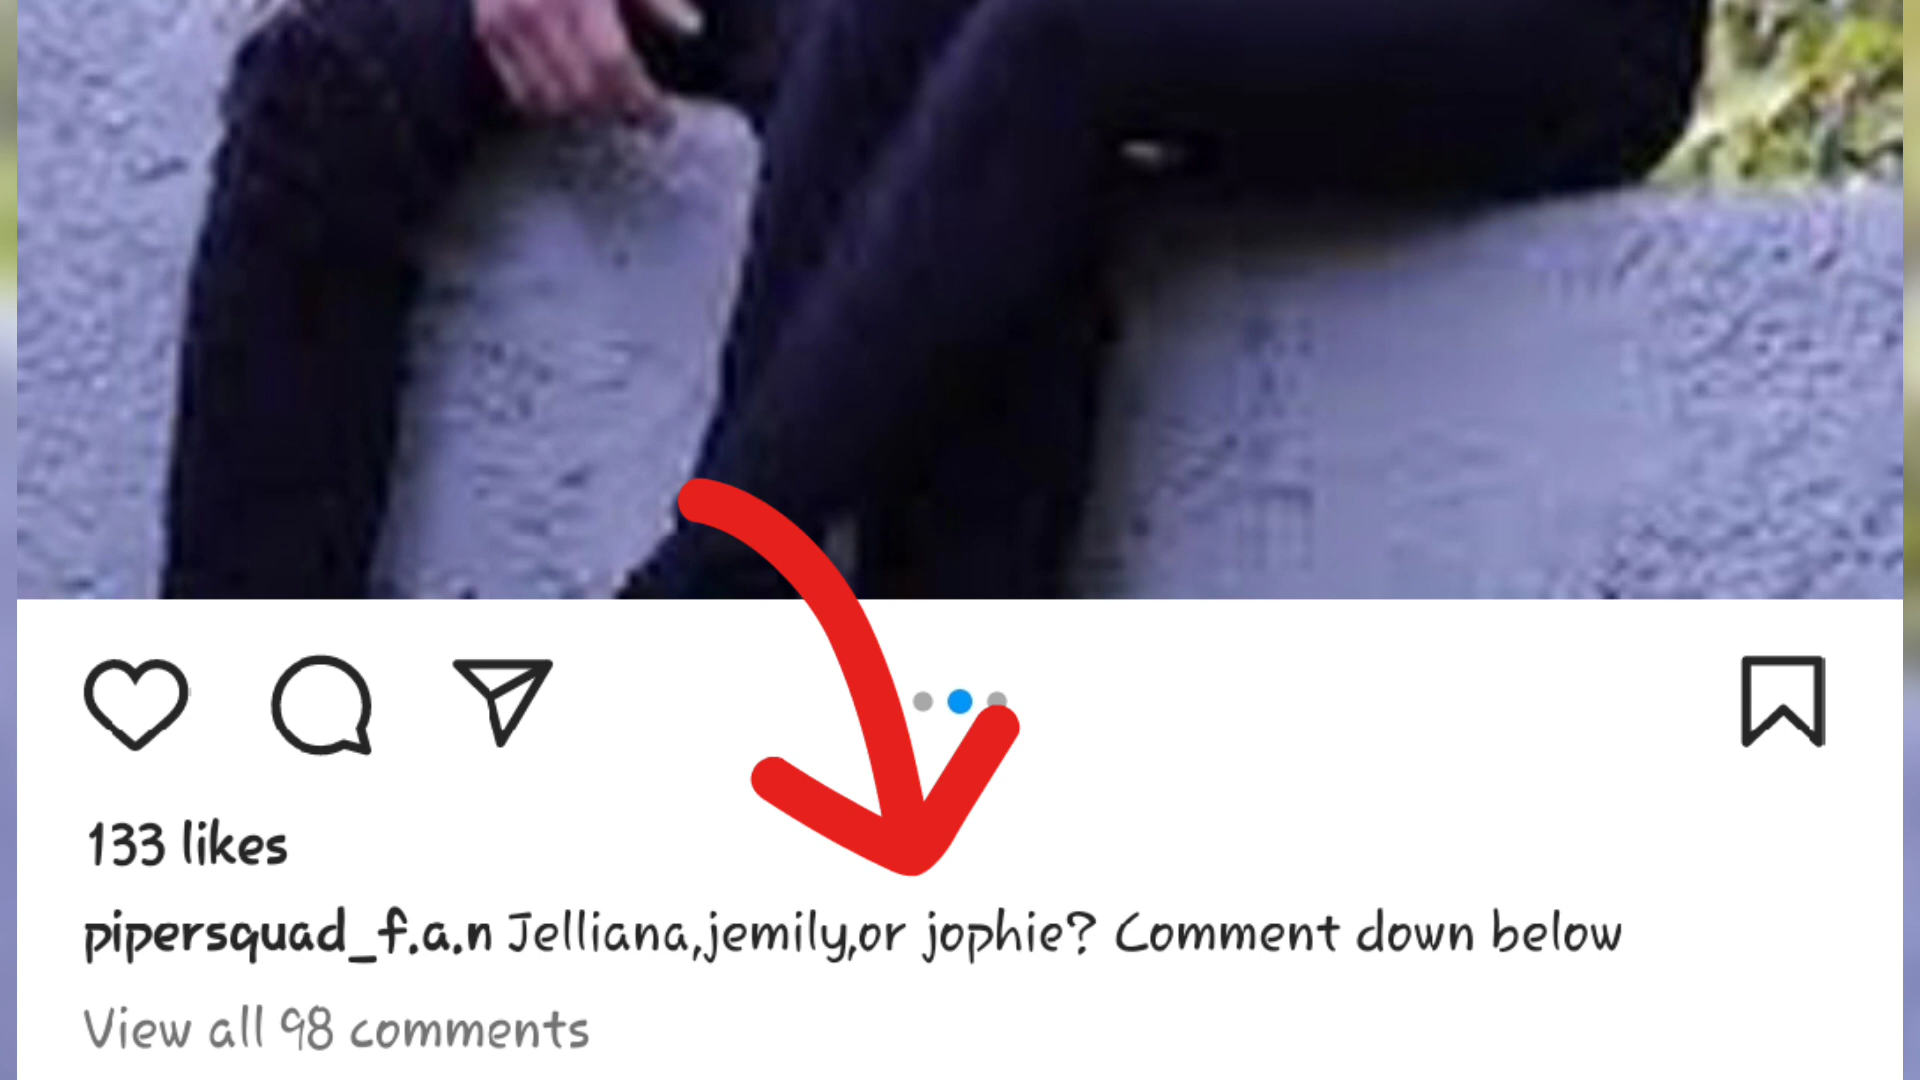 133 likes
pipersquad_f.a.n Jelliana,jemily,or jophie? Comment down below
View all 98 comments